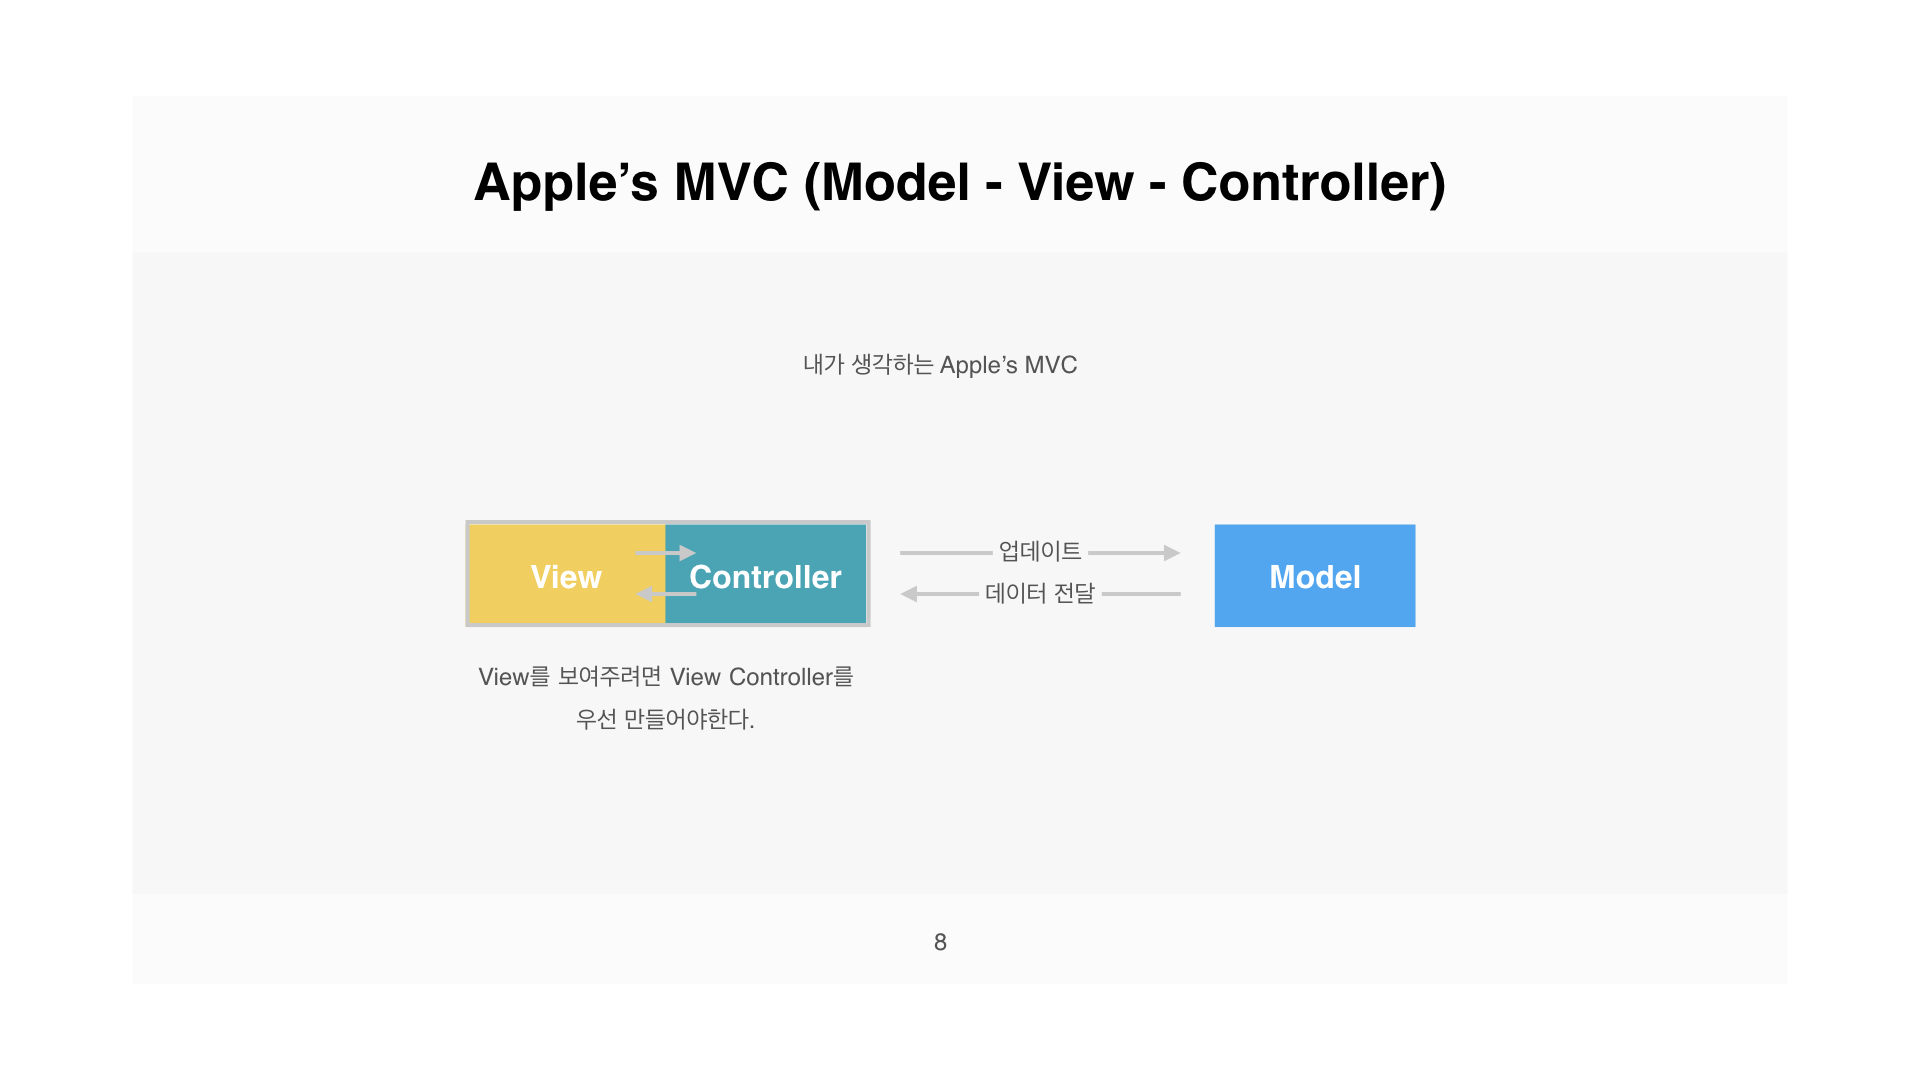 Apple’s MVC (Model - View - Controller)
내가 생각하는 Apple’s MVC
View
Controller
업데이트
데이터 전달
Model
View를 보여주려면 View Controller를
우선 만들어야한다.
8